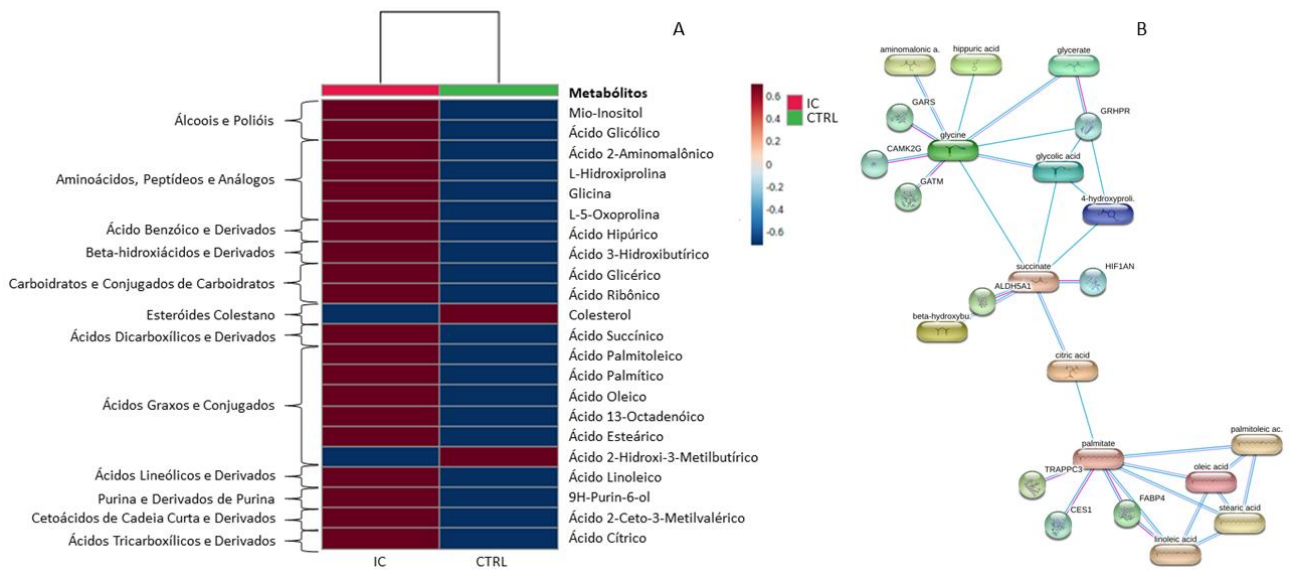 A
Metabólitos
Álcoois e Polióis
Aminoácidos, Peptídeos e Análogos
Ácido Benzóico e Derivados
Beta-hidroxiácidos e Derivados
Carboidratos e Conjugados de Carboidratos
Esteróides Colestano
Ácidos Dicarboxílicos e Derivados
Ácidos Graxos e Conjugados
Ácidos Lineólicos e Derivados
Purina e Derivados de Purina
Cetoácidos de Cadeia Curta e Derivados
Ácidos Tricarboxílicos e Derivados
Mio-Inositol
Ácido Glicólico
Ácido 2-Aminomalônico
L-Hidroxiprolina
Glicina
L-5-Oxoprolina
Ácido Hipúrico
Ácido 3-Hidroxibutírico
Ácido Glicérico
Ácido Ribônico
Colesterol
Ácido Succínico
Ácido Palmitoleico
Ácido Palmítico
Ácido Oleico
Ácido 13-Octadenóico
Ácido Esteárico
Ácido 2-Hidroxi-3-Metilbutírico
Ácido Linoleico
9H-Purin-6-ol
Ácido 2-Ceto-3-Metilvalérico
Ácido Cítrico
IC
CTRL
0.6
0.4
0.2
0
-0.2
-0.4
-0.6
IC
CTRL
B
aminomalonic a.
hippuric acid
glycerate
GARS
GRHPR
glycine
CAMK2G
glycolic acid
GATM
4-hydroxyproli.
succinate
HIF1AN
ALDH5A1
beta-hydroxybu.
citric acid
palmitate
palmitoleic ac.
TRAPPC3
oleic acid
CES1
FABP4
stearic acid
linoleic acid